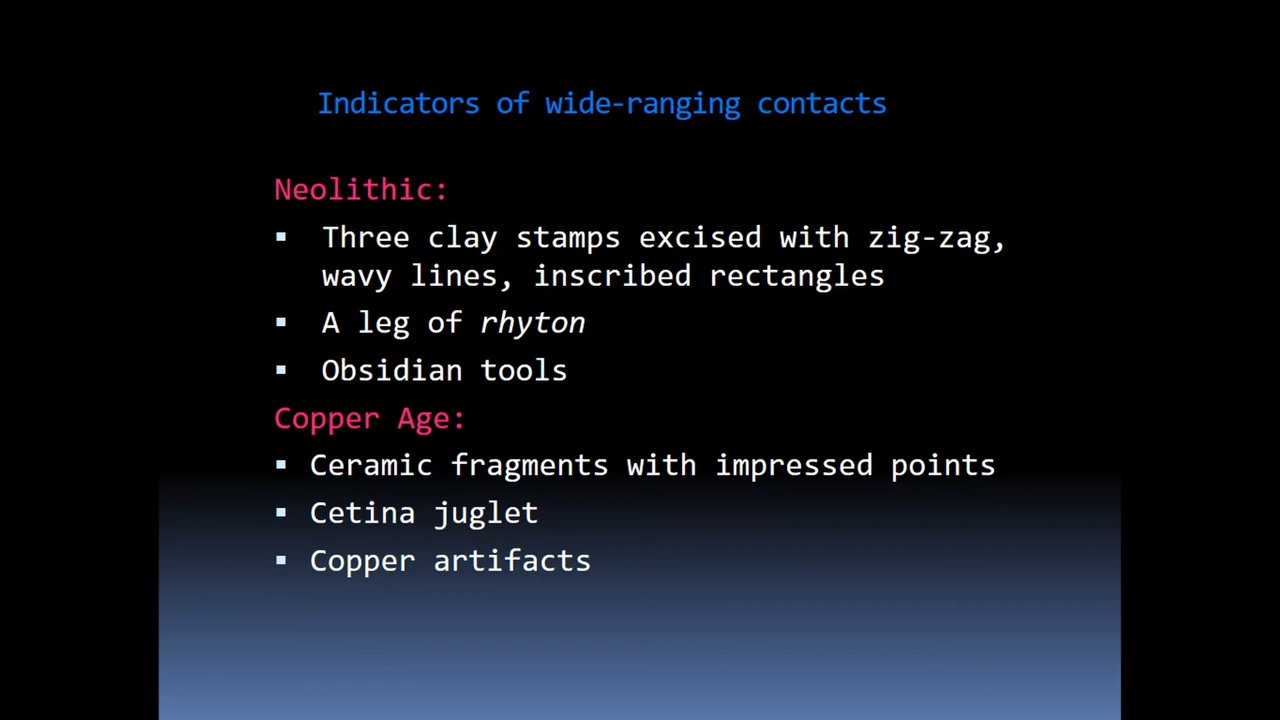 Indicators of wide-ranging contacts
Neolithic:
▪ Three clay stamps excised with zig-zag,
wavy lines, inscribed rectangles
▪ A leg of rhyton
▪ Obsidian tools
Copper Age:
▪ Ceramic fragments with impressed points
▪ Cetina juglet
▪ Copper artifacts